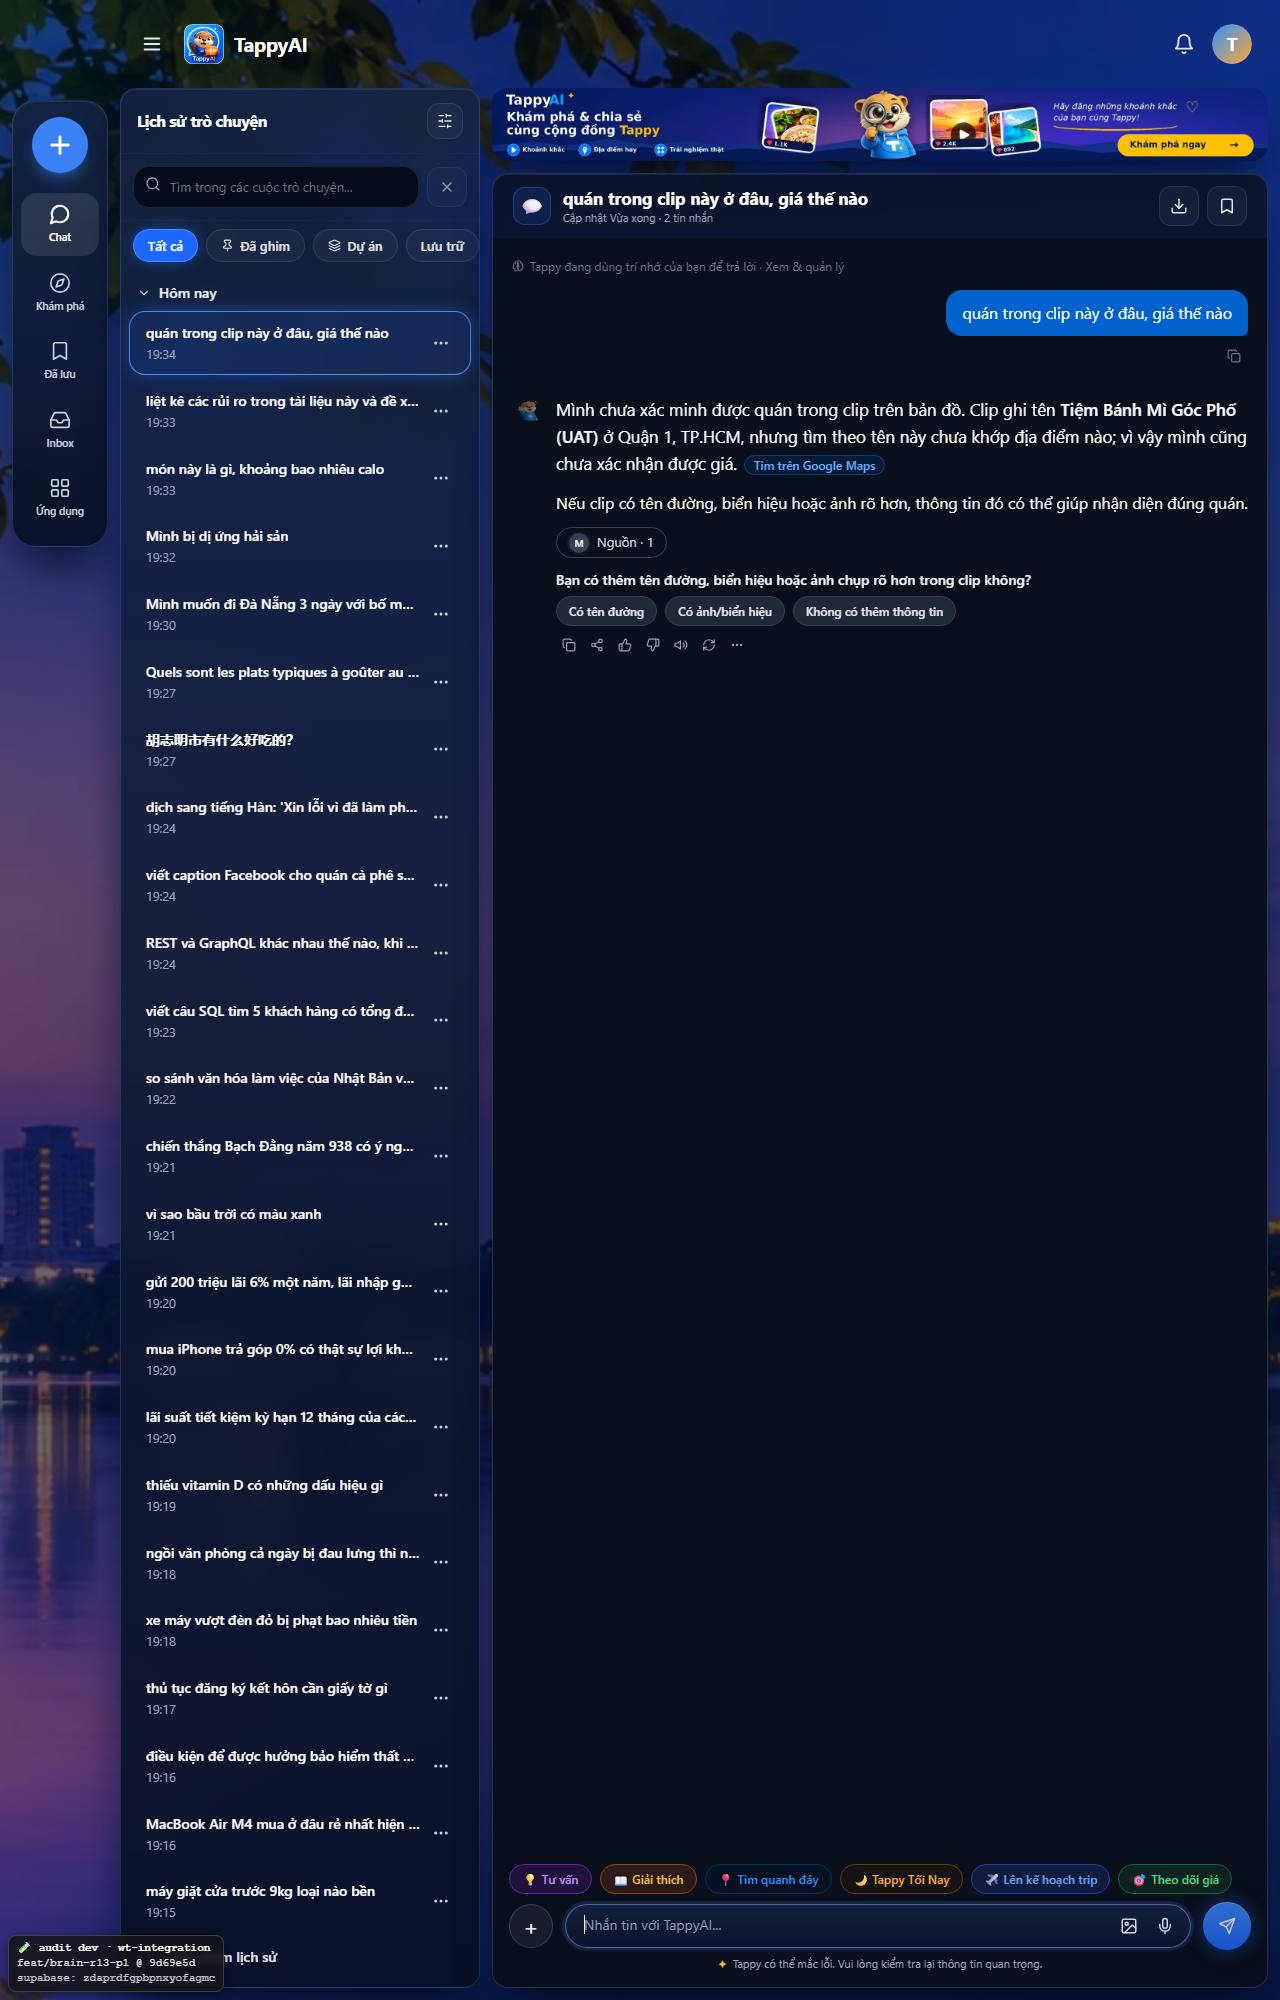 TappyAI
T
Chat
Khám phá
Đã lưu
Inbox
Ứng dụng
Lịch sử trò chuyện
Tìm trong các cuộc trò chuyện...
Tất cả
Đã ghim
Dự án
Lưu trữ
Hôm nay
quán trong clip này ở đâu, giá thế nào
19:34
liệt kê các rủi ro trong tài liệu này và đề x...
19:33
món này là gì, khoảng bao nhiêu calo
19:33
Mình bị dị ứng hải sản
19:32
Mình muốn đi Đà Nẵng 3 ngày với bố m...
19:30
Quels sont les plats typiques à goûter au ...
19:27
胡志明市有什么好吃的?
19:27
dịch sang tiếng Hàn: 'Xin lỗi vì đã làm ph...
19:24
viết caption Facebook cho quán cà phê s...
19:24
REST và GraphQL khác nhau thế nào, khi ...
19:24
viết câu SQL tìm 5 khách hàng có tổng đ...
19:23
so sánh văn hóa làm việc của Nhật Bản v...
19:22
chiến thắng Bạch Đằng năm 938 có ý ng...
19:21
vì sao bầu trời có màu xanh
19:21
gửi 200 triệu lãi 6% một năm, lãi nhập g...
19:20
mua iPhone trả góp 0% có thật sự lợi kh...
19:20
lãi suất tiết kiệm kỳ hạn 12 tháng của các...
19:20
thiếu vitamin D có những dấu hiệu gì
19:19
ngồi văn phòng cả ngày bị đau lưng thì n...
19:18
xe máy vượt đèn đỏ bị phạt bao nhiêu tiền
19:18
thủ tục đăng ký kết hôn cần giấy tờ gì
19:17
điều kiện để được hưởng bảo hiểm thất ...
19:16
MacBook Air M4 mua ở đâu rẻ nhất hiện ...
19:16
máy giặt cửa trước 9kg loại nào bền
19:15
lịch sử
audit dev · wt-integration
feat/brain-r13-p1 @ 9d69e5d
supabase: zdaprdfgpbpnxyofagmc
TappyAI
Khám phá & chia sẻ
cùng cộng đồng Tappy
Khoảnh khắc
Địa điểm hay
Trải nghiệm thật
1.1K
2.4K
892
Hãy đăng những khoảnh khắc
của bạn cùng Tappy!
Khám phá ngay →
quán trong clip này ở đâu, giá thế nào
Cập nhật Vừa xong · 2 tin nhắn
Tappy đang dùng trí nhớ của bạn để trả lời · Xem & quản lý
quán trong clip này ở đâu, giá thế nào
Mình chưa xác minh được quán trong clip trên bản đồ. Clip ghi tên Tiệm Bánh Mì Góc Phố
(UAT) ở Quận 1, TP.HCM, nhưng tìm theo tên này chưa khớp địa điểm nào; vì vậy mình cũng
chưa xác nhận được giá. Tìm trên Google Maps
Nếu clip có tên đường, biển hiệu hoặc ảnh rõ hơn, thông tin đó có thể giúp nhận diện đúng quán.
M Nguồn · 1
Bạn có thêm tên đường, biển hiệu hoặc ảnh chụp rõ hơn trong clip không?
Có tên đường
Có ảnh/biển hiệu
Không có thêm thông tin
Tư vấn
Giải thích
Tìm quanh đây
Tappy Tối Nay
Lên kế hoạch trip
Theo dõi giá
Nhắn tin với TappyAI...
Tappy có thể mắc lỗi. Vui lòng kiểm tra lại thông tin quan trọng.